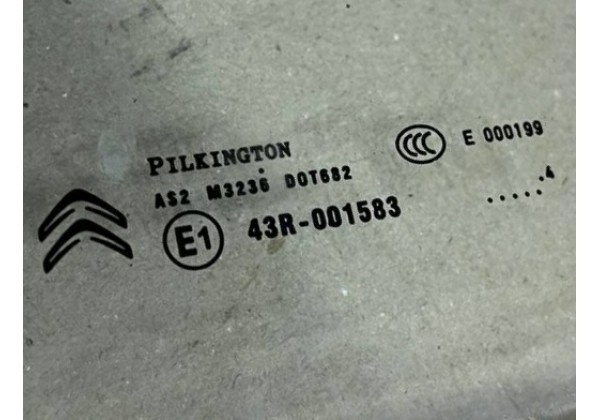 PILKINGTON
AS2 M3236 DOT682
CCC E 000199
E1 43R-001583
.....4